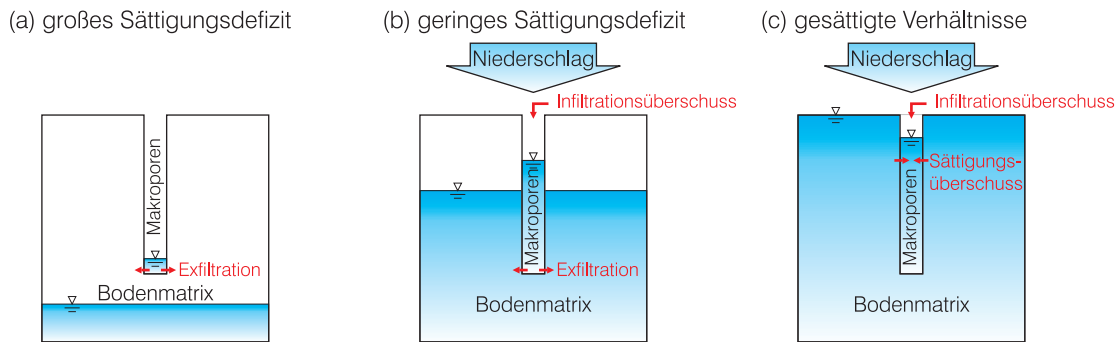 (a) großes Sättigungsdefizit
Makroporen
Exfiltration
Bodenmatrix
(b) geringes Sättigungsdefizit
Niederschlag
Infiltrationsüberschuss
Makroporen
Exfiltration
Bodenmatrix
(c) gesättigte Verhältnisse
Niederschlag
Infiltrationsüberschuss
Makroporen
Sättigungs-
überschuss
Bodenmatrix